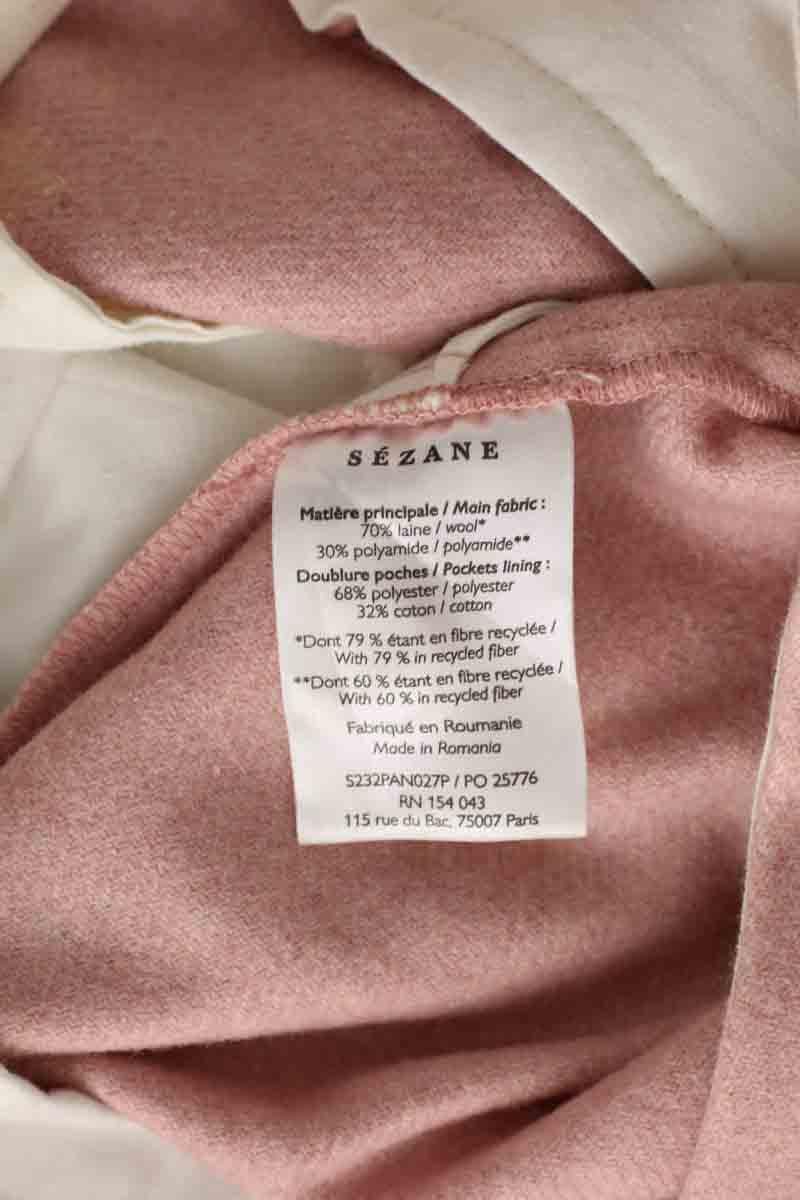 SÉZANE
Matière principale / Main fabric :
70% laine / wool*
30% polyamide / polyamide**
Doublure poches / Pockets lining :
68% polyester / polyester
32% coton / cotton
*Dont 79 % étant en fibre recyclée /
With 79 % in recycled fiber
**Dont 60 % étant en fibre recyclée /
With 60 % in recycled fiber
Fabriqué en Roumanie
Made in Romania
S232PAN027P / PO 25776
RN 154 043
115 rue du Bac, 75007 Paris